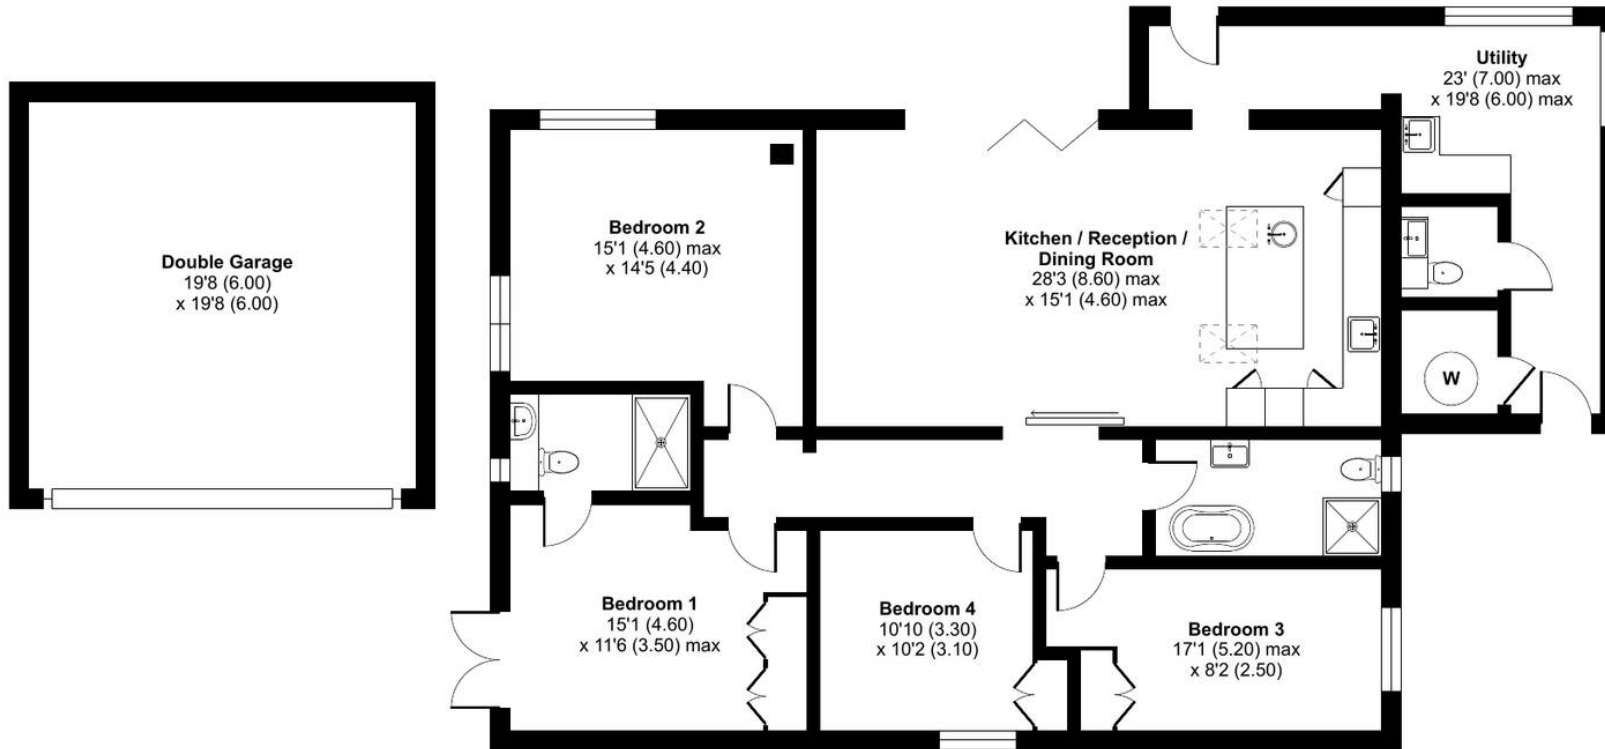 Utility
23' (7.00) max
x 19'8 (6.00) max
Double Garage
19'8 (6.00)
x 19'8 (6.00)
Bedroom 2
15'1 (4.60) max
x 14'5 (4.40)
Kitchen / Reception /
Dining Room
28'3 (8.60) max
x 15'1 (4.60) max
W
Bedroom 1
15'1 (4.60)
x 11'6 (3.50) max
Bedroom 4
10'10 (3.30)
x 10'2 (3.10)
Bedroom 3
17'1 (5.20) max
x 8'2 (2.50)